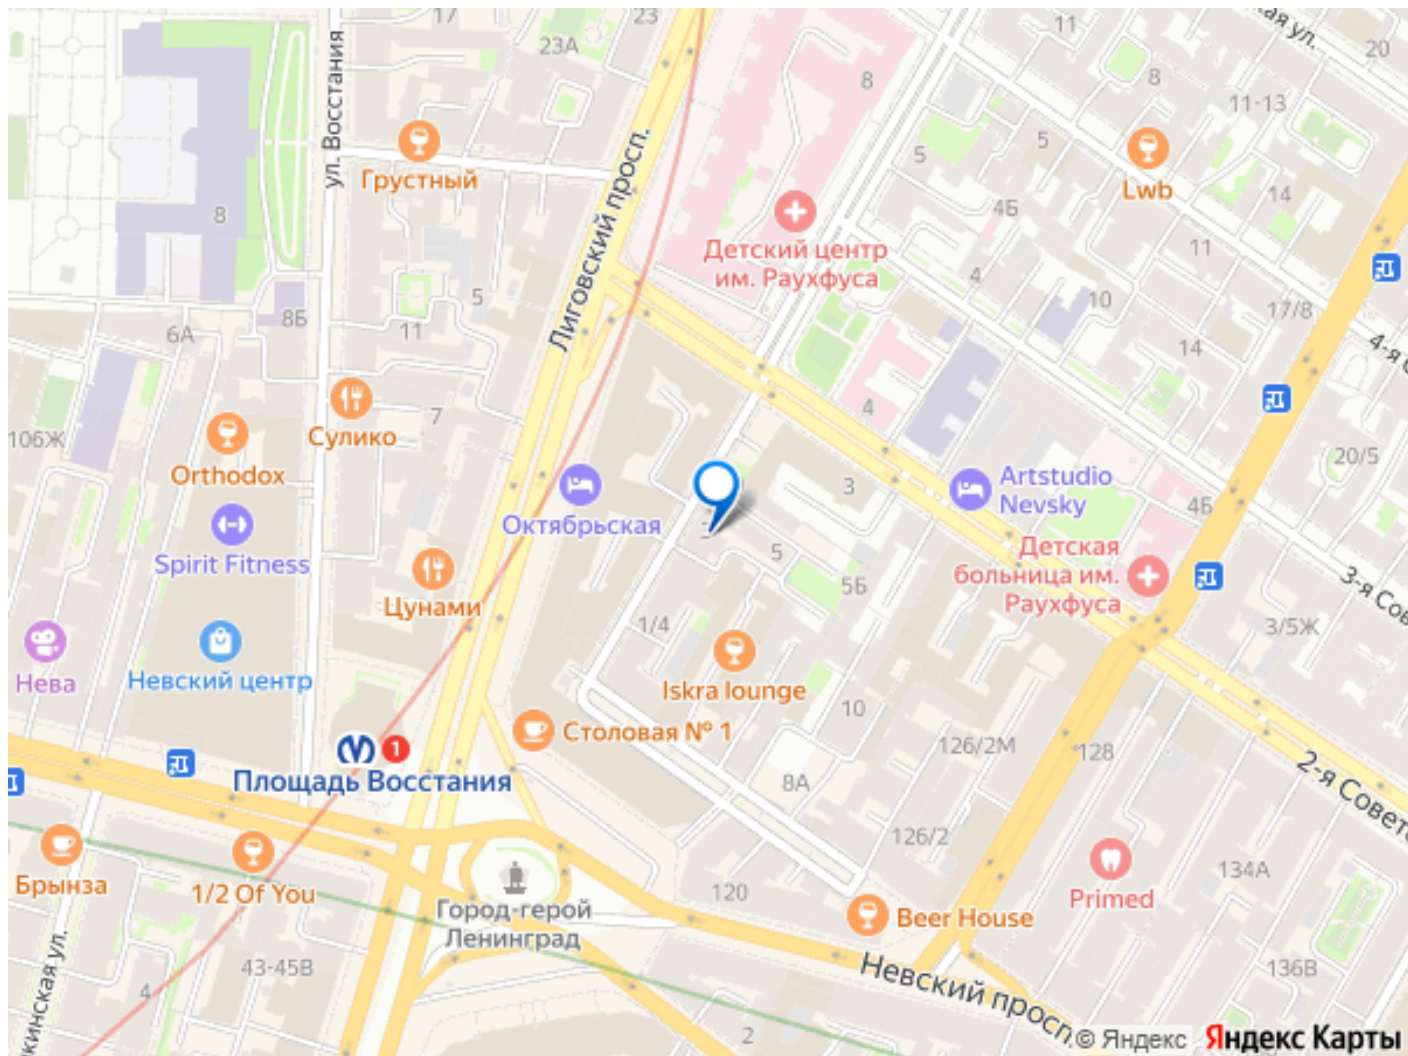 17
23
23А
ул. Восстания
Грустный
Лиговский просп.
8
11
20
8
11-13
5
5
Lwb
14
4Б
11
Детский центр
им. Раухфуса
4
10
17/8
4-я С
14
8
6А
8Б
5
11
7
Сулико
106Ж
Orthodox
Spirit Fitness
Октябрьская
Цунами
4
3
Artstudio
Nevsky
4Б
20/5
Детская
больница им.
Раухфуса
3-я Сов
3/5Ж
5
5Б
1/4
Iskra lounge
Нева
Невский центр
Столовая № 1
1
Площадь Восстания
10
8А
126/2М
128
2-я Советс
126/2
134А
Primed
120
Beer House
Брынза
1/2 Of You
Город-герой
Ленинград
43-45В
4
кинская ул.
Невский просп.
136В
2
© Яндекс
Яндекс Карты